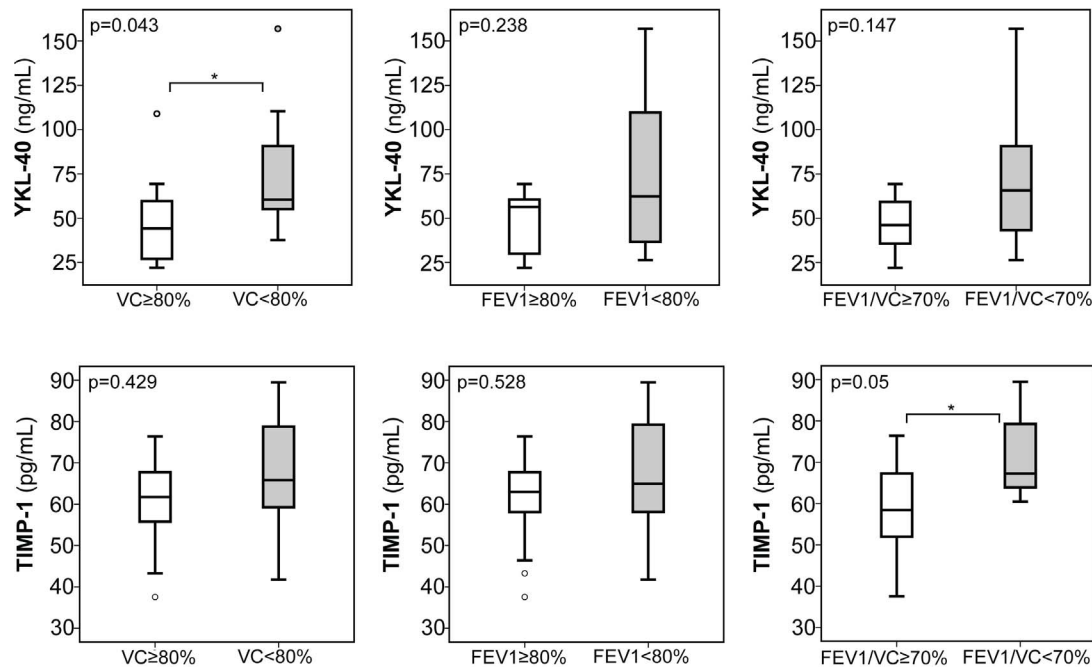 p=0.043
*
YKL-40 (ng/mL)
150
125
100
75
50
25
VC≥80%
VC<80%
p=0.238
YKL-40 (ng/mL)
150
125
100
75
50
25
FEV1≥80%
FEV1<80%
p=0.147
YKL-40 (ng/mL)
150
125
100
75
50
25
FEV1/VC≥70%
FEV1/VC<70%
p=0.429
TIMP-1 (pg/mL)
90
80
70
60
50
40
30
VC≥80%
VC<80%
p=0.528
TIMP-1 (pg/mL)
90
80
70
60
50
40
30
FEV1≥80%
FEV1<80%
p=0.05
*
TIMP-1 (pg/mL)
90
80
70
60
50
40
30
FEV1/VC≥70%
FEV1/VC<70%